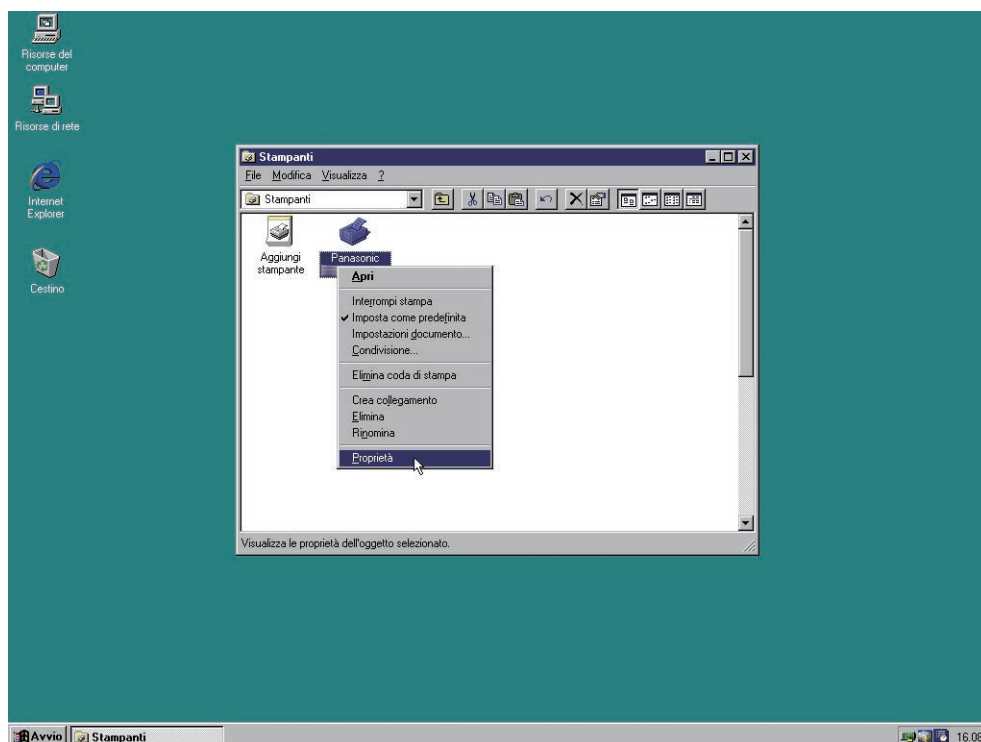 Risorse del
computer
Risorse di rete
Internet
Explorer
Cestino
Stampanti
File Modifica Visualizza ?
Stampanti
Aggiungi
stampante
Panasonic
Apri
Interrompi stampa
Imposta come predefinita
Impostazioni documento...
Condivisione...
Elimina coda di stampa
Crea collegamento
Elimina
Rinomina
Proprietà
Visualizza le proprietà dell'oggetto selezionato.
Avvio Stampanti
16.08